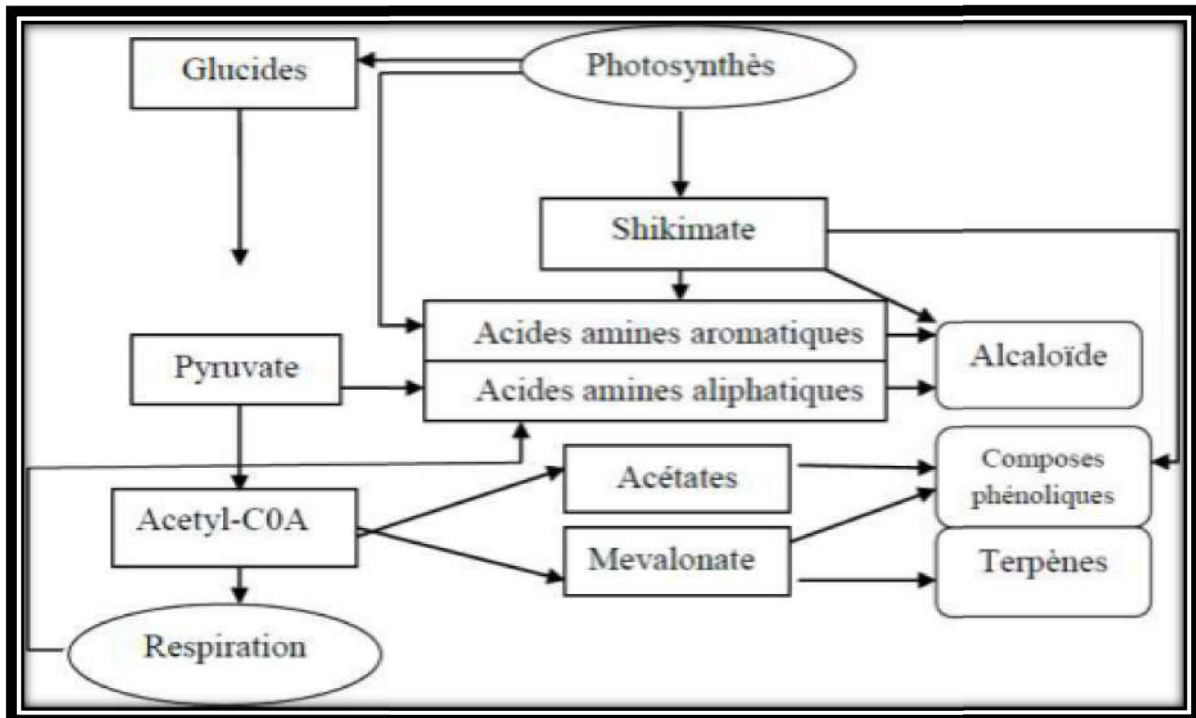 Glucides
Photosynthès
Shikimate
Acides amines aromatiques
Alcaloïde
Pyruvate
Acides amines aliphatiques
Acétates
Composes
phénoliques
Acetyl-C0A
Mevalonate
Terpènes
Respiration